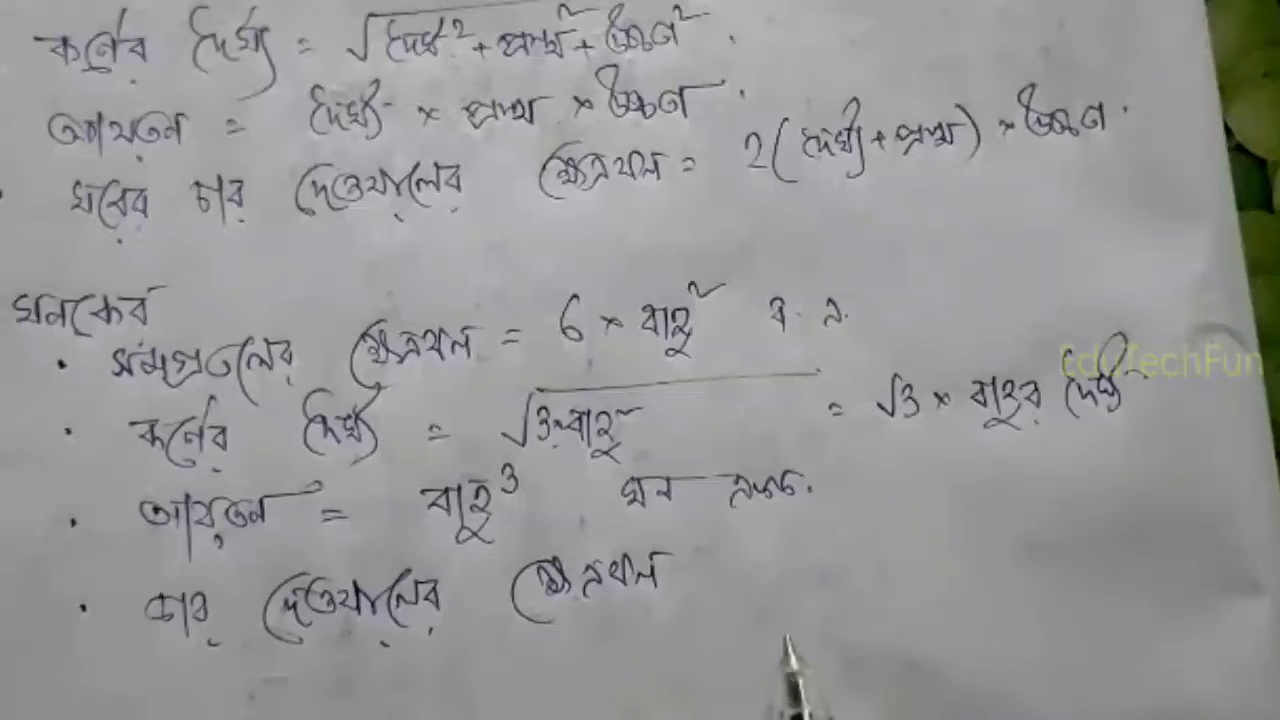 কর্ণের দৈর্ঘ্য = √দৈর্ঘ্য² + প্রস্থ² + উচ্চতা².
আয়তন = দৈর্ঘ্য × প্রস্থ × উচ্চতা.
ঘরের চার দেওয়ালের ক্ষেত্রফল = 2(দৈর্ঘ্য + প্রস্থ) × উচ্চতা.
ঘনকের
• সমগ্রতলের ক্ষেত্রফল = 6 × বাহু² ব. এ.
• কর্ণের দৈর্ঘ্য = √3×বাহু² = √3 × বাহুর দৈর্ঘ্য
• আয়তন = বাহু³ ঘন একক.
• চার দেওয়ালের ক্ষেত্রফল
EduTechFun